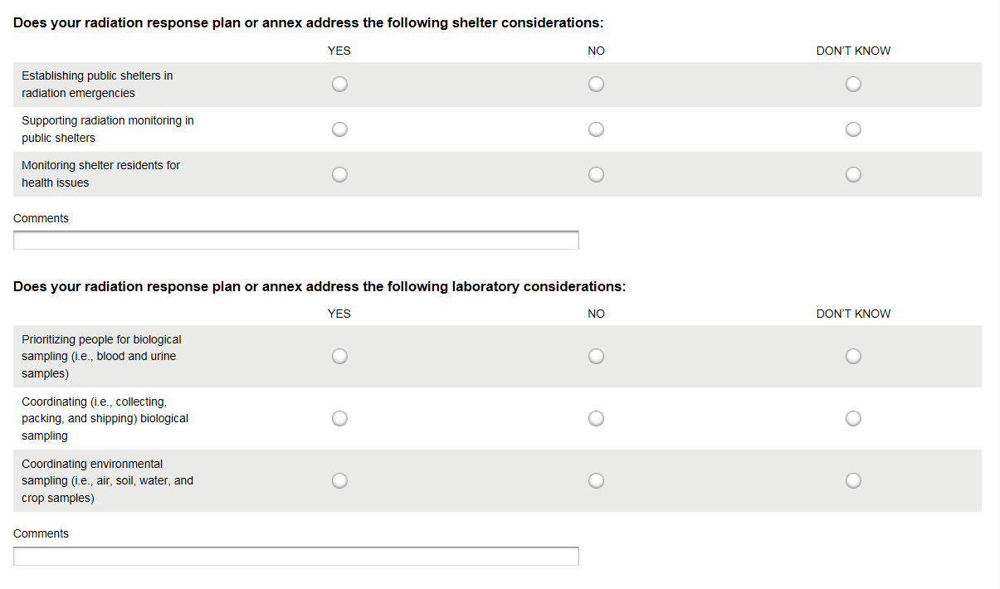 Does your radiation response plan or annex address the following shelter considerations:
YES NO DON'T KNOW
Establishing public shelters in
radiation emergencies
Supporting radiation monitoring in
public shelters
Monitoring shelter residents for
health issues
Comments
Does your radiation response plan or annex address the following laboratory considerations:
YES NO DON'T KNOW
Prioritizing people for biological
sampling (i.e., blood and urine
samples)
Coordinating (i.e., collecting,
packing, and shipping) biological
sampling
Coordinating environmental
sampling (i.e., air, soil, water, and
crop samples)
Comments